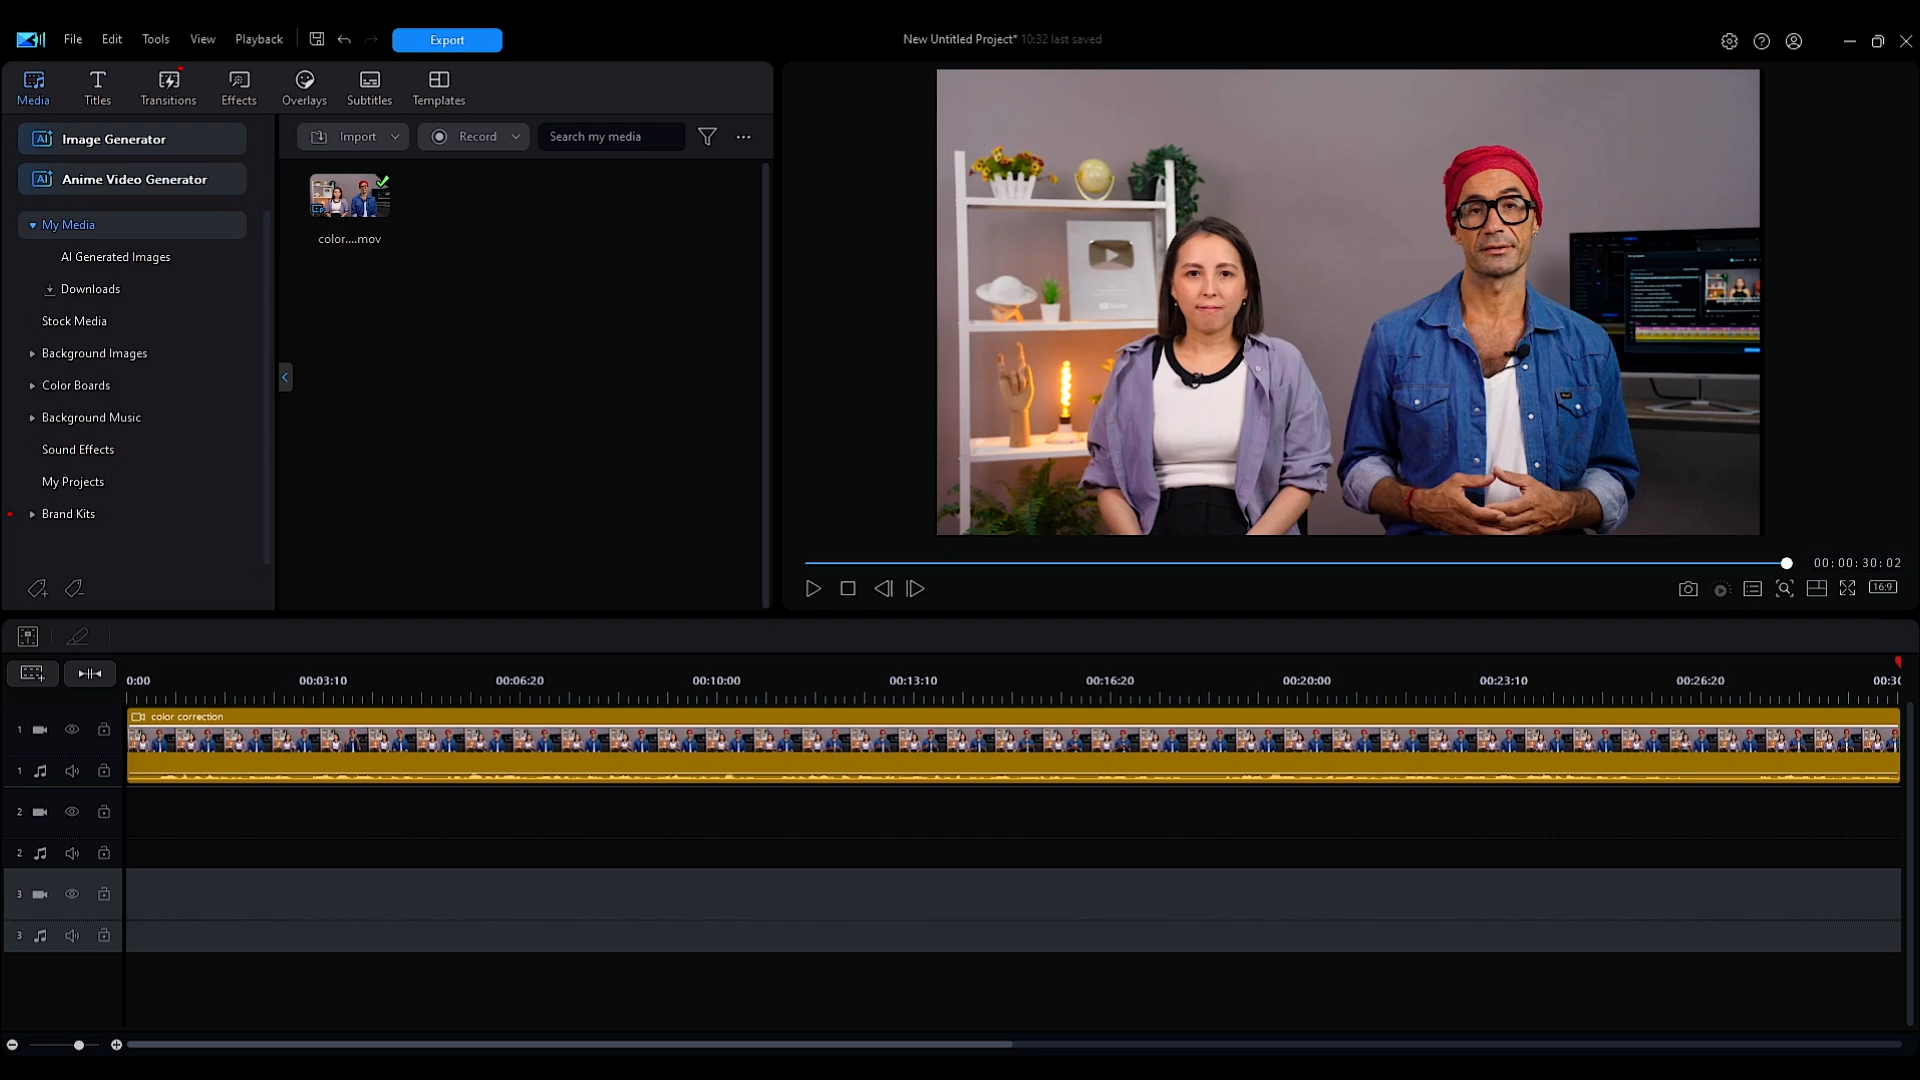 File Edit Tools View Playback Export New Untitled Project* 10:32 last saved
Media Titles Transitions Effects Overlays Subtitles Templates
AI Image Generator
AI Anime Video Generator
Import Record Search my media
My Media
AI Generated Images
Downloads
Stock Media
Background Images
Color Boards
Background Music
Sound Effects
My Projects
Brand Kits
color....mov
00:00:30:02
16:9
0:00 00:03:10 00:06:20 00:10:00 00:13:10 00:16:20 00:20:00 00:23:10 00:26:20 00:30
color correction
1
1
2
2
3
3